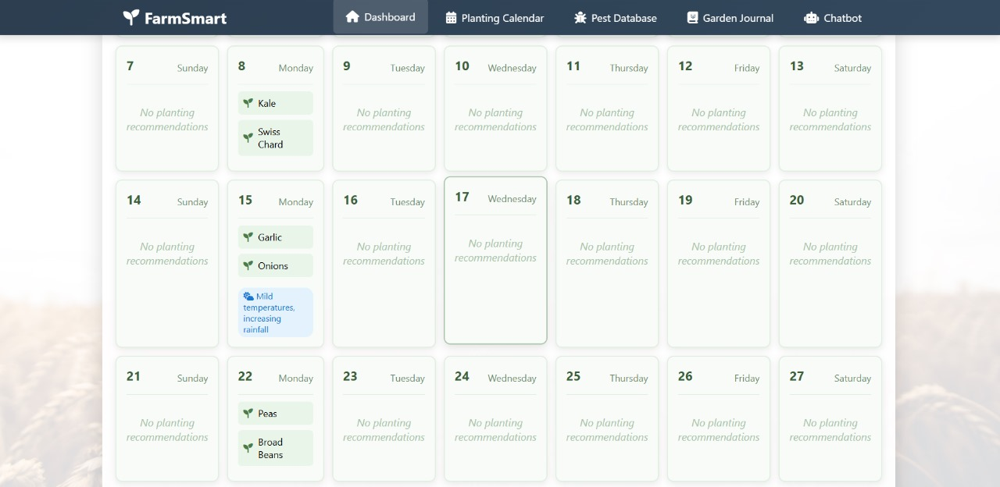 FarmSmart
Dashboard
Planting Calendar
Pest Database
Garden Journal
Chatbot
7 Sunday
No planting
recommendations
8 Monday
Kale
Swiss
Chard
9 Tuesday
No planting
recommendations
10 Wednesday
No planting
recommendations
11 Thursday
No planting
recommendations
12 Friday
No planting
recommendations
13 Saturday
No planting
recommendations
14 Sunday
No planting
recommendations
15 Monday
Garlic
Onions
Mild
temperatures,
increasing
rainfall
16 Tuesday
No planting
recommendations
17 Wednesday
No planting
recommendations
18 Thursday
No planting
recommendations
19 Friday
No planting
recommendations
20 Saturday
No planting
recommendations
21 Sunday
No planting
recommendations
22 Monday
Peas
Broad
Beans
23 Tuesday
No planting
recommendations
24 Wednesday
No planting
recommendations
25 Thursday
No planting
recommendations
26 Friday
No planting
recommendations
27 Saturday
No planting
recommendations